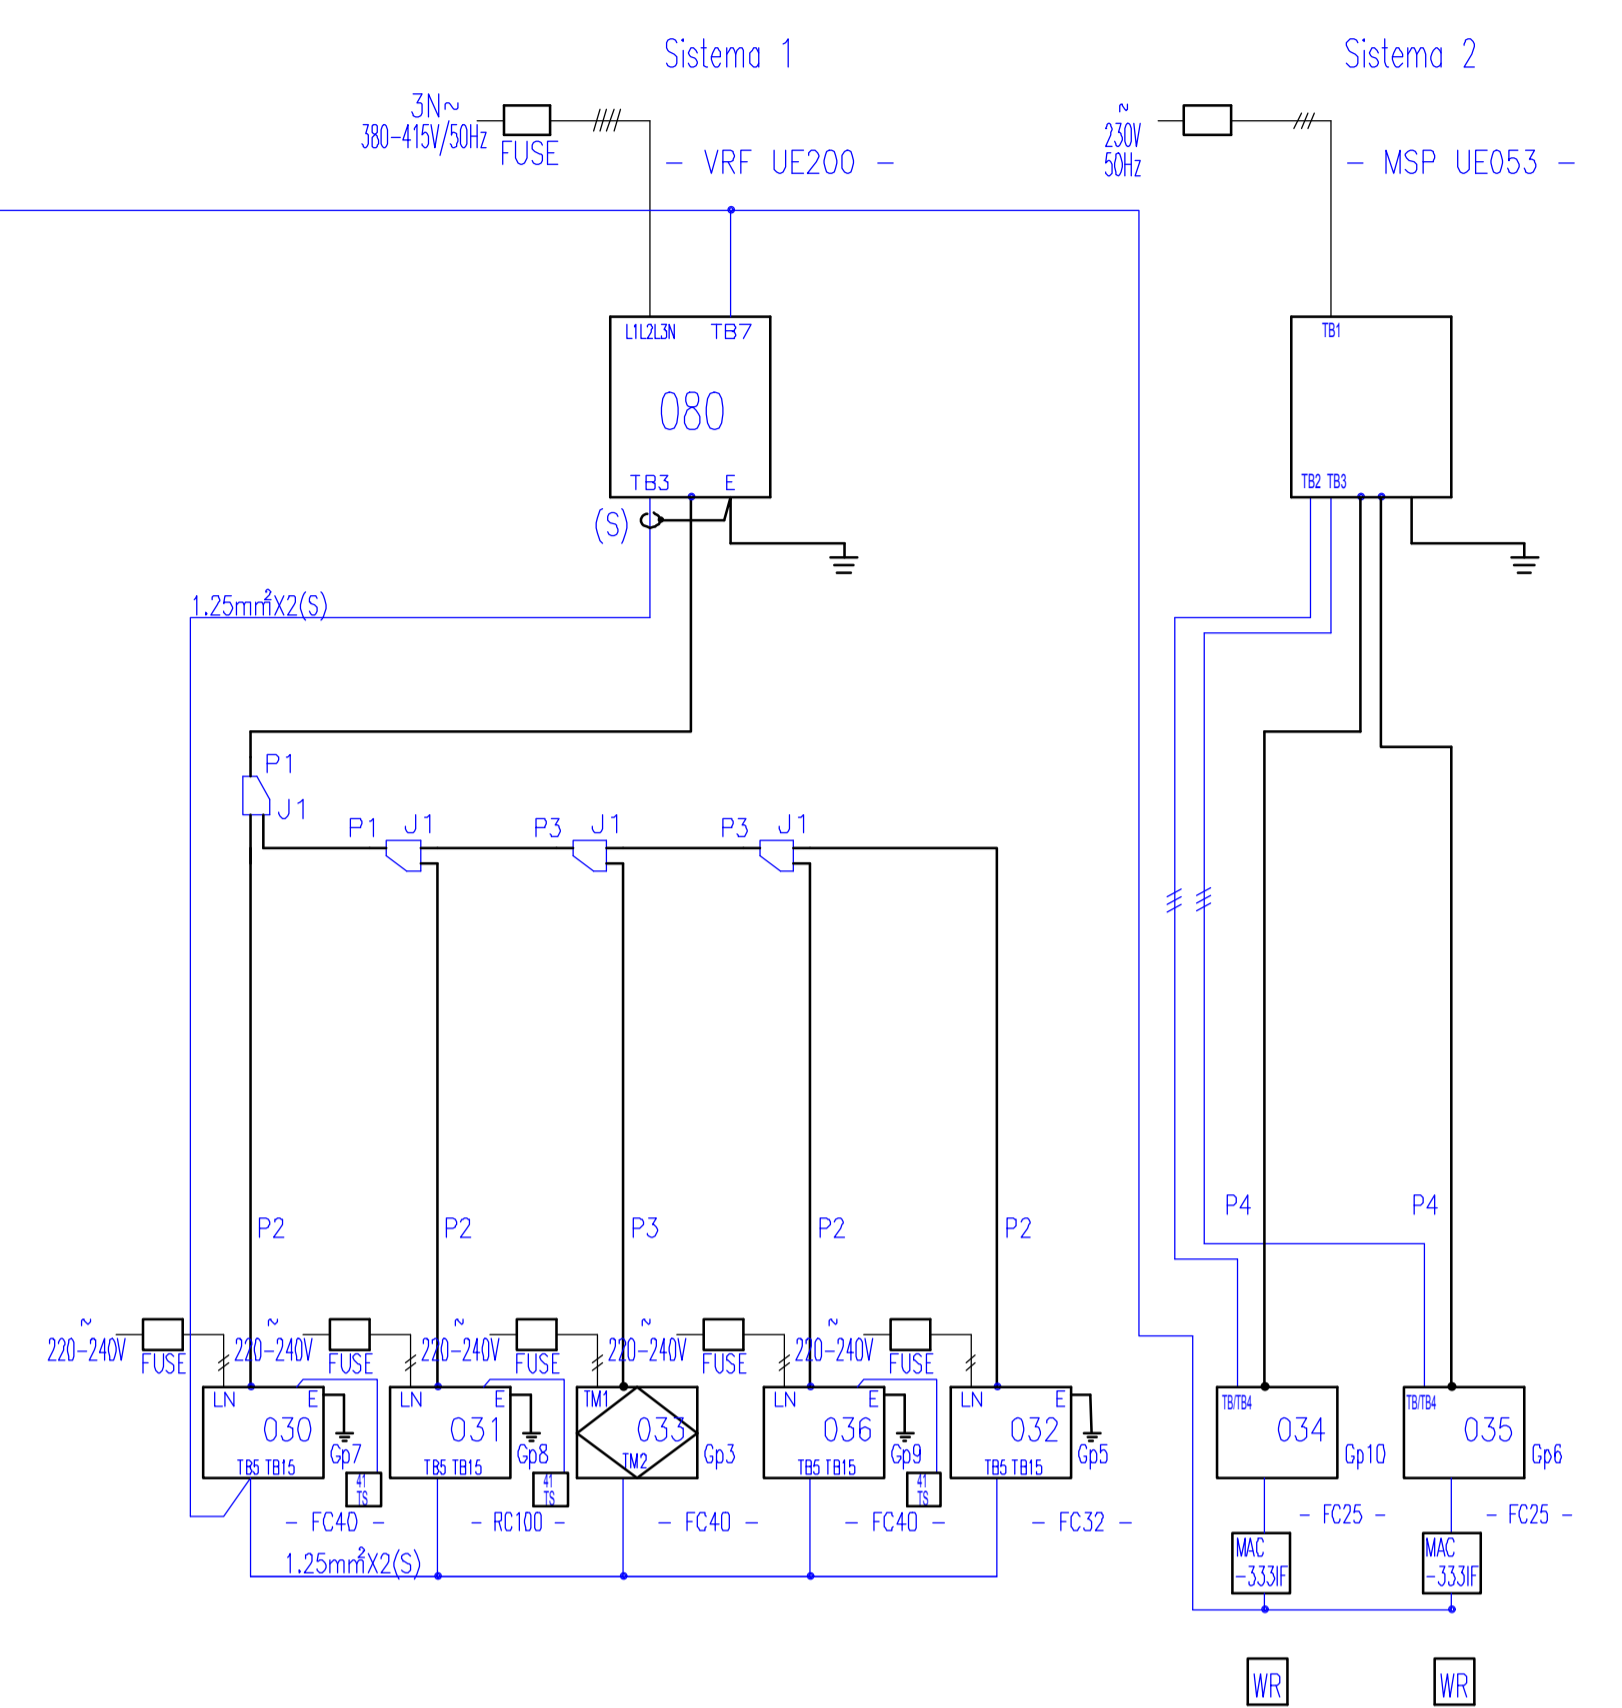 Sistema 1
Sistema 2
3N~
380-415V/50Hz
FUSE
- VRF UE200 -
~
230V
50Hz
- MSP UE053 -
L1L2L3N TB7
080
TB3 E
(S)
TB1
TB2 TB3
1.25mm²X2(S)
P1
J1
P1 J1
P3 J1
P3 J1
P2
P2
P3
P2
P2
P4
P4
~
220-240V
FUSE
~
220-240V
FUSE
~
220-240V
FUSE
~
220-240V
FUSE
~
220-240V
FUSE
LN E
030
TB5 TB15
Gp7
41
TS
- FC40 -
LN E
031
TB5 TB15
Gp8
41
TS
- RC100 -
TM1
033
TM2
Gp3
- FC40 -
LN E
036
TB5 TB15
Gp9
41
TS
- FC40 -
LN E
032
TB5 TB15
Gp5
- FC32 -
TB/TB4
034
Gp10
- FC25 -
TB/TB4
035
Gp6
- FC25 -
1.25mm²X2(S)
MAC
-333IF
MAC
-333IF
WR
WR